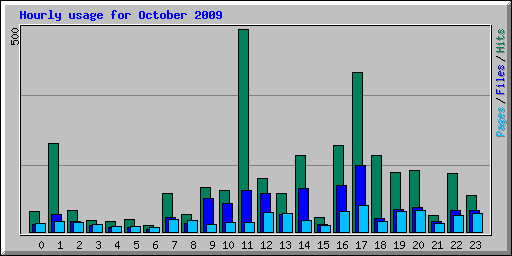 Hourly usage for October 2009
500
Pages/Files/Hits
0 1 2 3 4 5 6 7 8 9 10 11 12 13 14 15 16 17 18 19 20 21 22 23